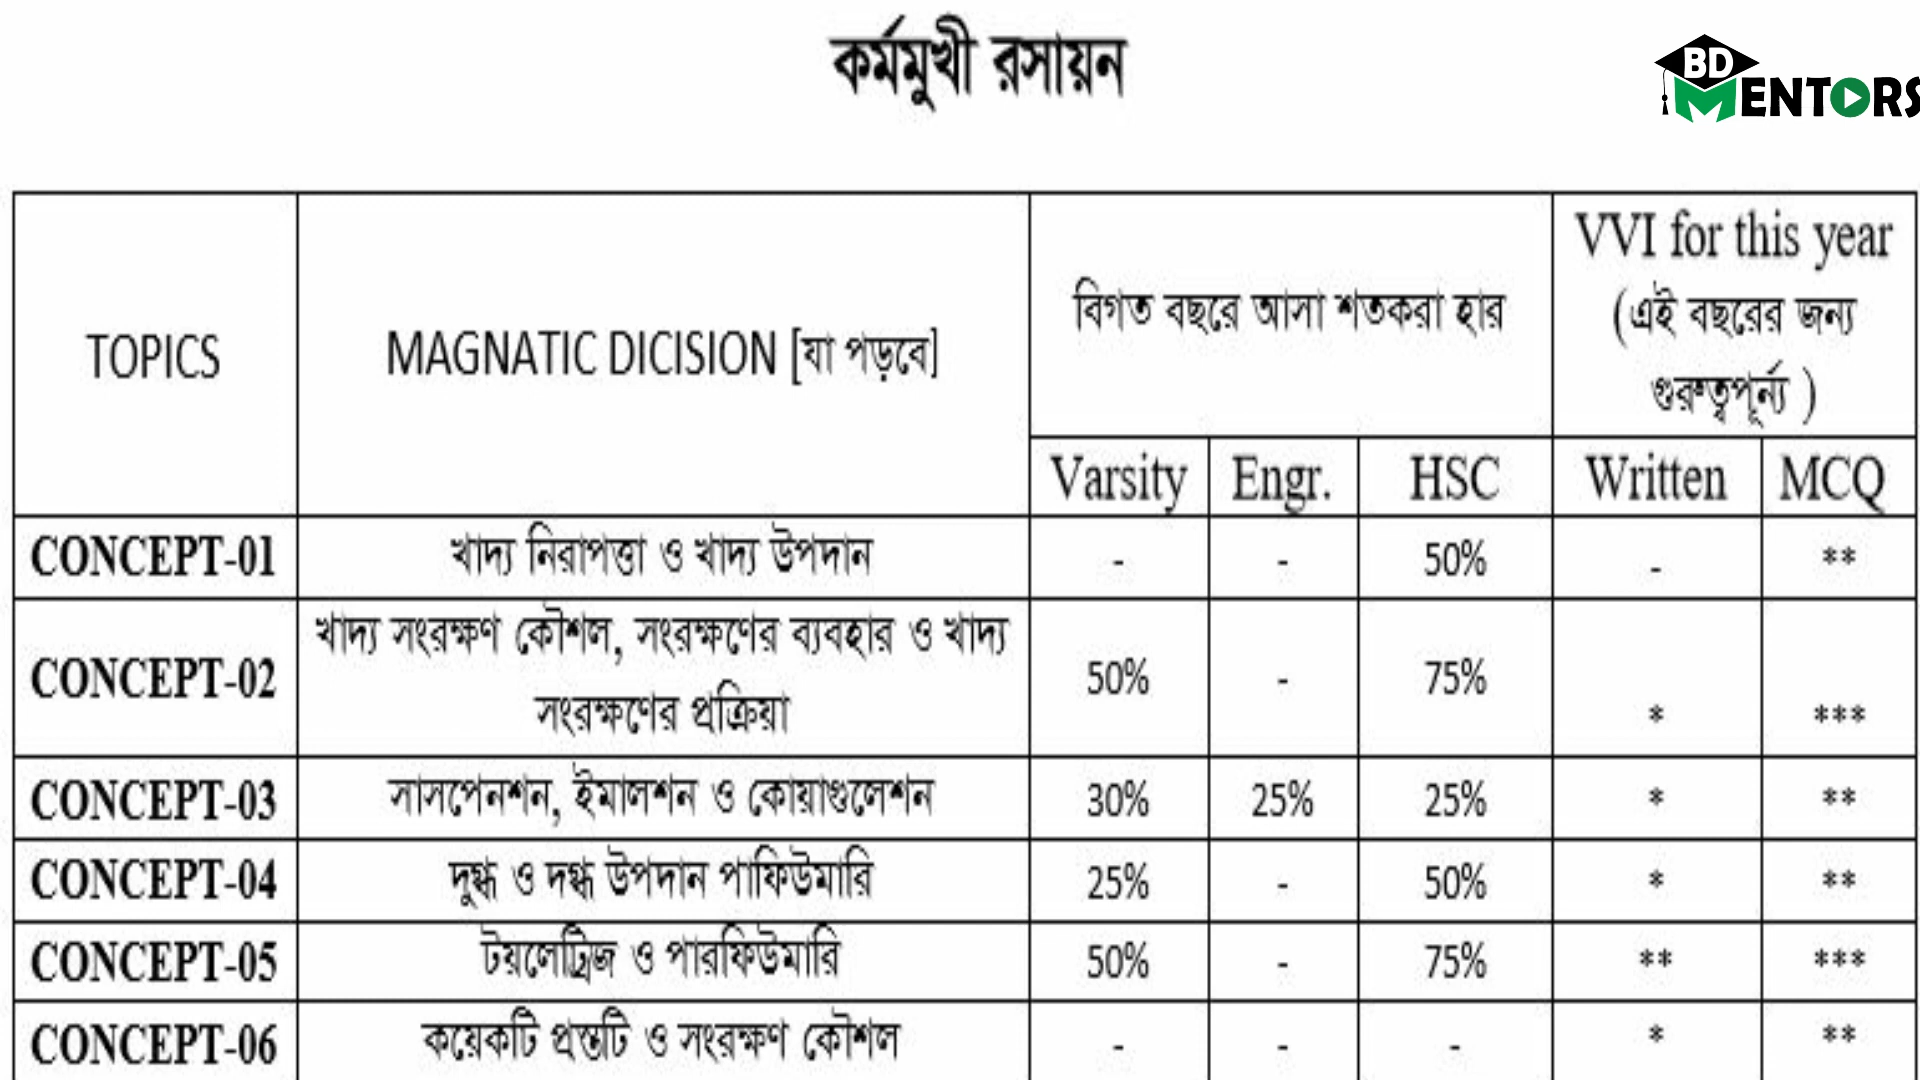 কর্মমুখী রসায়ন
BD MENTORS
TOPICS
MAGNATIC DICISION [যা পড়বে]
বিগত বছরে আসা শতকরা হার
VVI for this year
(এই বছরের জন্য
গুরুত্বপূর্ন্য )
Varsity Engr. HSC Written MCQ
CONCEPT-01 খাদ্য নিরাপত্তা ও খাদ্য উপদান - - 50% - **
খাদ্য সংরক্ষণ কৌশল, সংরক্ষণের ব্যবহার ও খাদ্য
CONCEPT-02 সংরক্ষণের প্রক্রিয়া 50% - 75% * ***
CONCEPT-03 সাসপেনশন, ইমালশন ও কোয়াগুলেশন 30% 25% 25% * **
CONCEPT-04 দুগ্ধ ও দগ্ধ উপদান পাফিউমারি 25% - 50% * **
CONCEPT-05 টয়লেট্রিজ ও পারফিউমারি 50% - 75% ** ***
CONCEPT-06 কয়েকটি প্রস্তুটি ও সংরক্ষণ কৌশল - - - * **